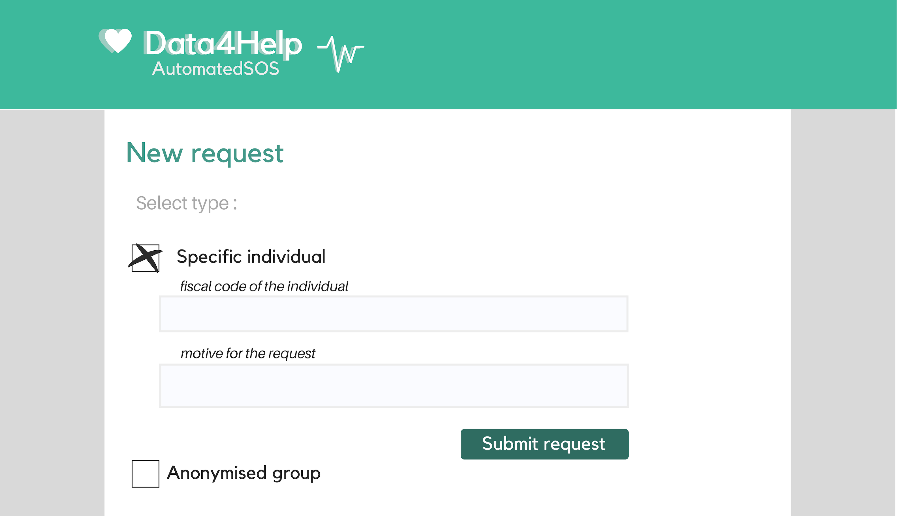 Data4Help
AutomatedSOS
New request
Select type :
Specific individual
fiscal code of the individual
motive for the request
Submit request
Anonymised group